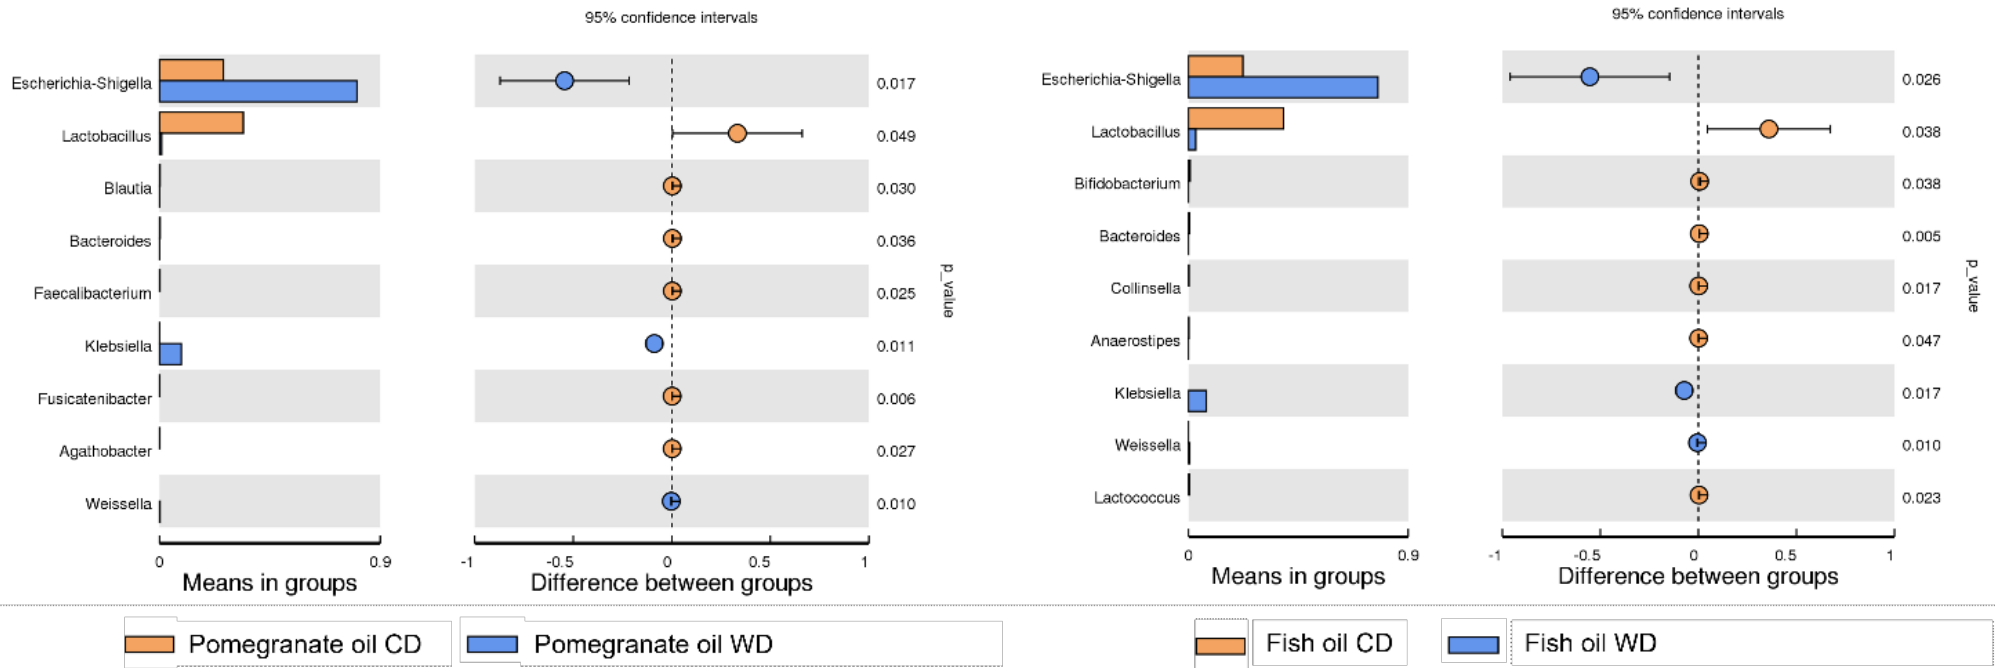 95% confidence intervals
Escherichia-Shigella 0.017
Lactobacillus 0.049
Blautia 0.030
Bacteroides 0.036
Faecalibacterium 0.025
Klebsiella 0.011
Fusicatenibacter 0.006
Agathobacter 0.027
Weissella 0.010
p_value
0 0.9 -1 -0.5 0 0.5 1
Means in groups Difference between groups
Pomegranate oil CD Pomegranate oil WD
95% confidence intervals
Escherichia-Shigella 0.026
Lactobacillus 0.038
Bifidobacterium 0.038
Bacteroides 0.005
Collinsella 0.017
Anaerostipes 0.047
Klebsiella 0.017
Weissella 0.010
Lactococcus 0.023
p_value
0 0.9 -1 -0.5 0 0.5 1
Means in groups Difference between groups
Fish oil CD Fish oil WD